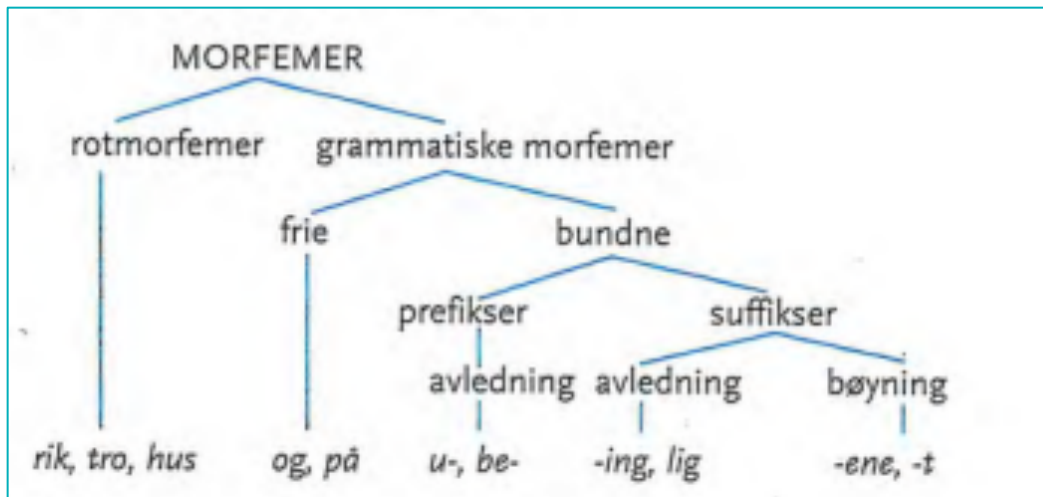 MORFEMER
rotmorfemer grammatiske morfemer
frie bundne
prefikser suffikser
avledning avledning bøyning
rik, tro, hus og, på u-, be- -ing, lig -ene, -t